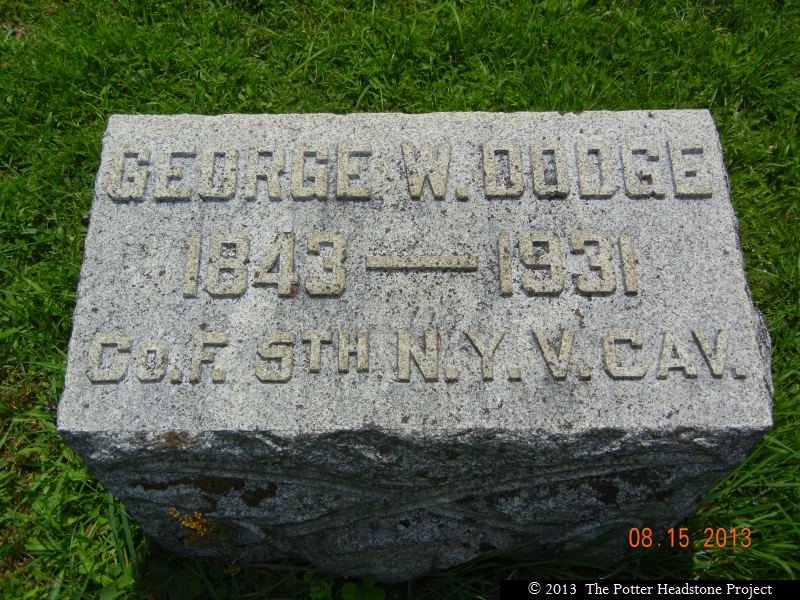 GEORGE W. DODGE
1843 — 1931
Co. F. 5TH N.Y.V. CAV.
08.15.2013
© 2013 The Potter Headstone Project